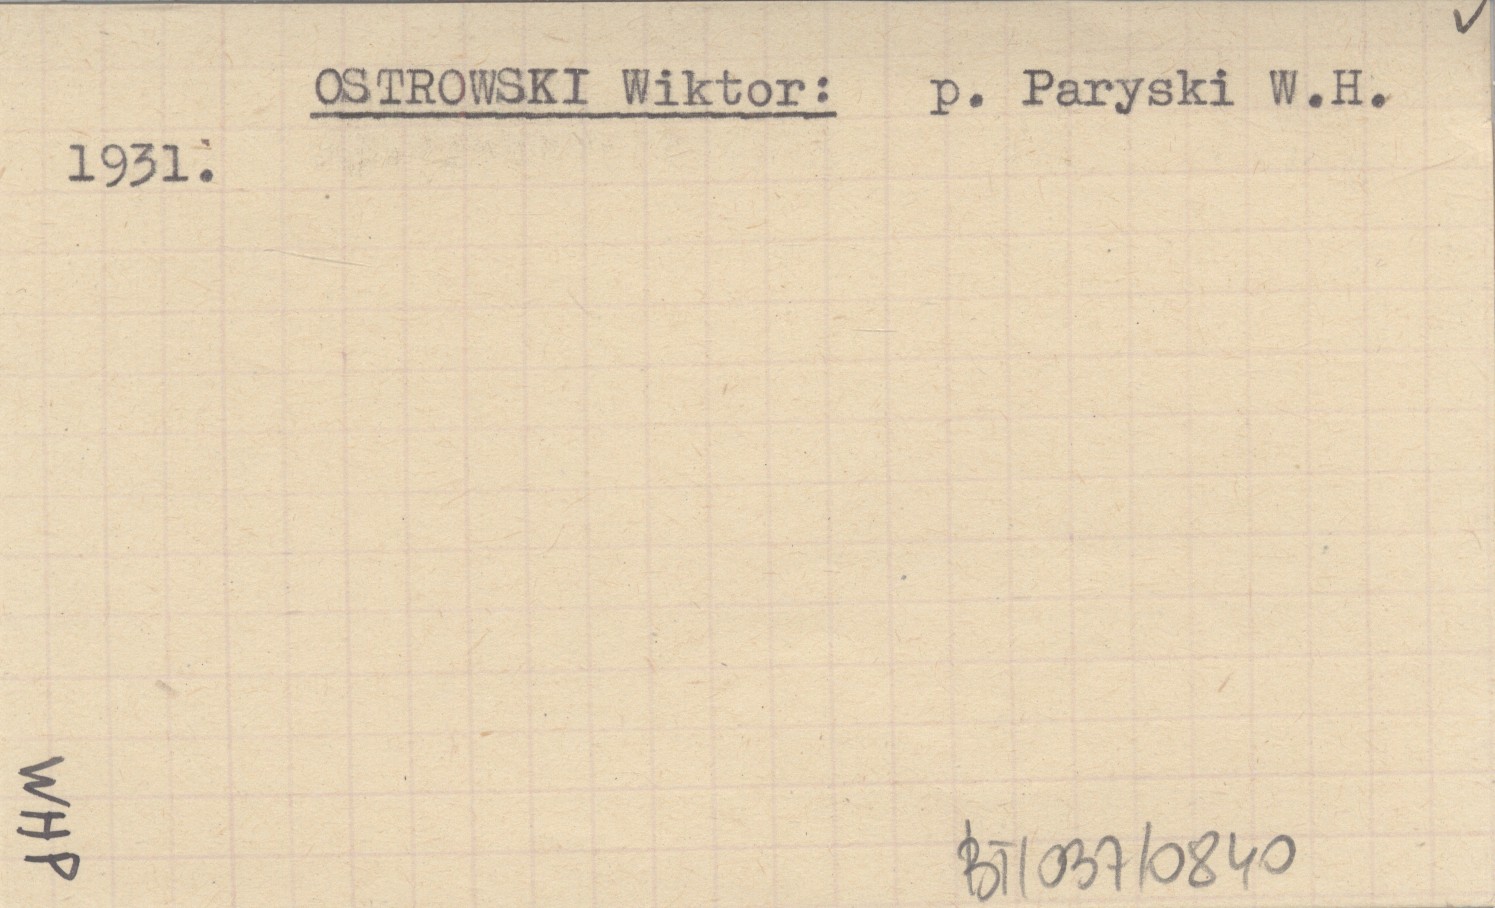 OSTROWSKI Wiktor: p. Paryski W.H.
1931.
WHP
BT/037/0840